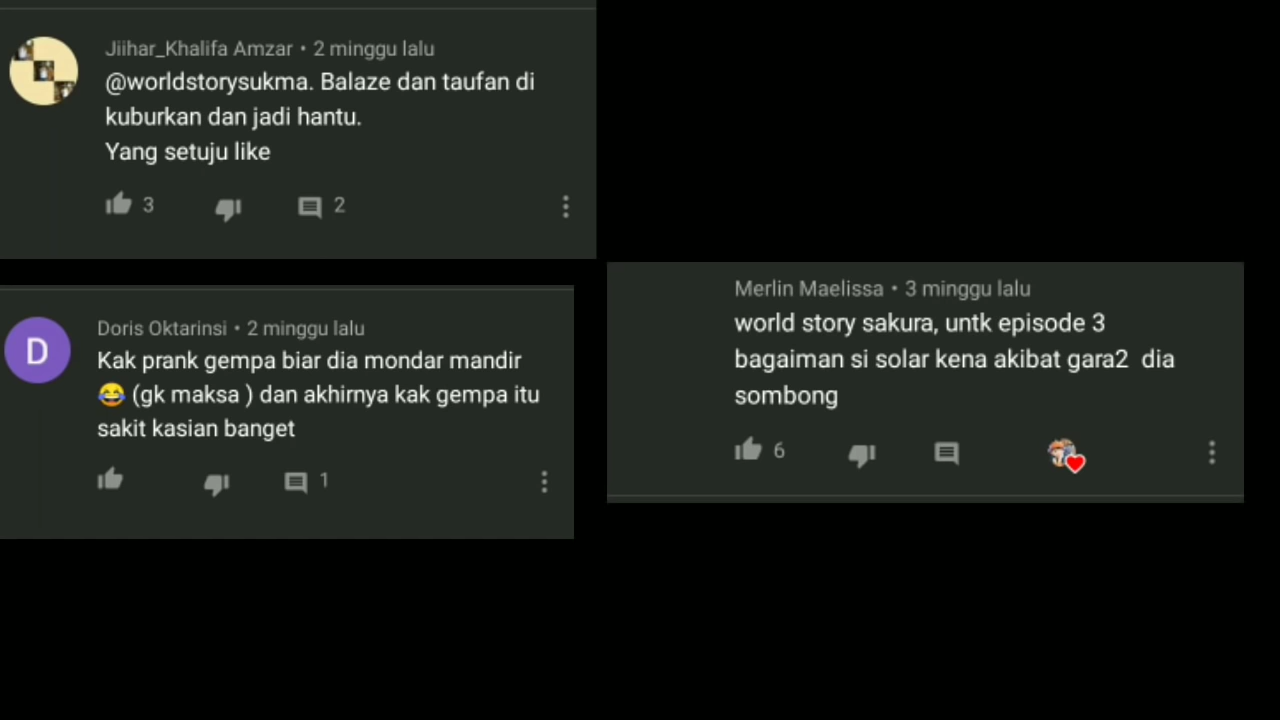 Jiihar_Khalifa Amzar • 2 minggu lalu
@worldstorysukma. Balaze dan taufan di
kuburkan dan jadi hantu.
Yang setuju like
3 2
D
Doris Oktarinsi • 2 minggu lalu
Kak prank gempa biar dia mondar mandir
😂 (gk maksa ) dan akhirnya kak gempa itu
sakit kasian banget
1
Merlin Maelissa • 3 minggu lalu
world story sakura, untk episode 3
bagaiman si solar kena akibat gara2 dia
sombong
6